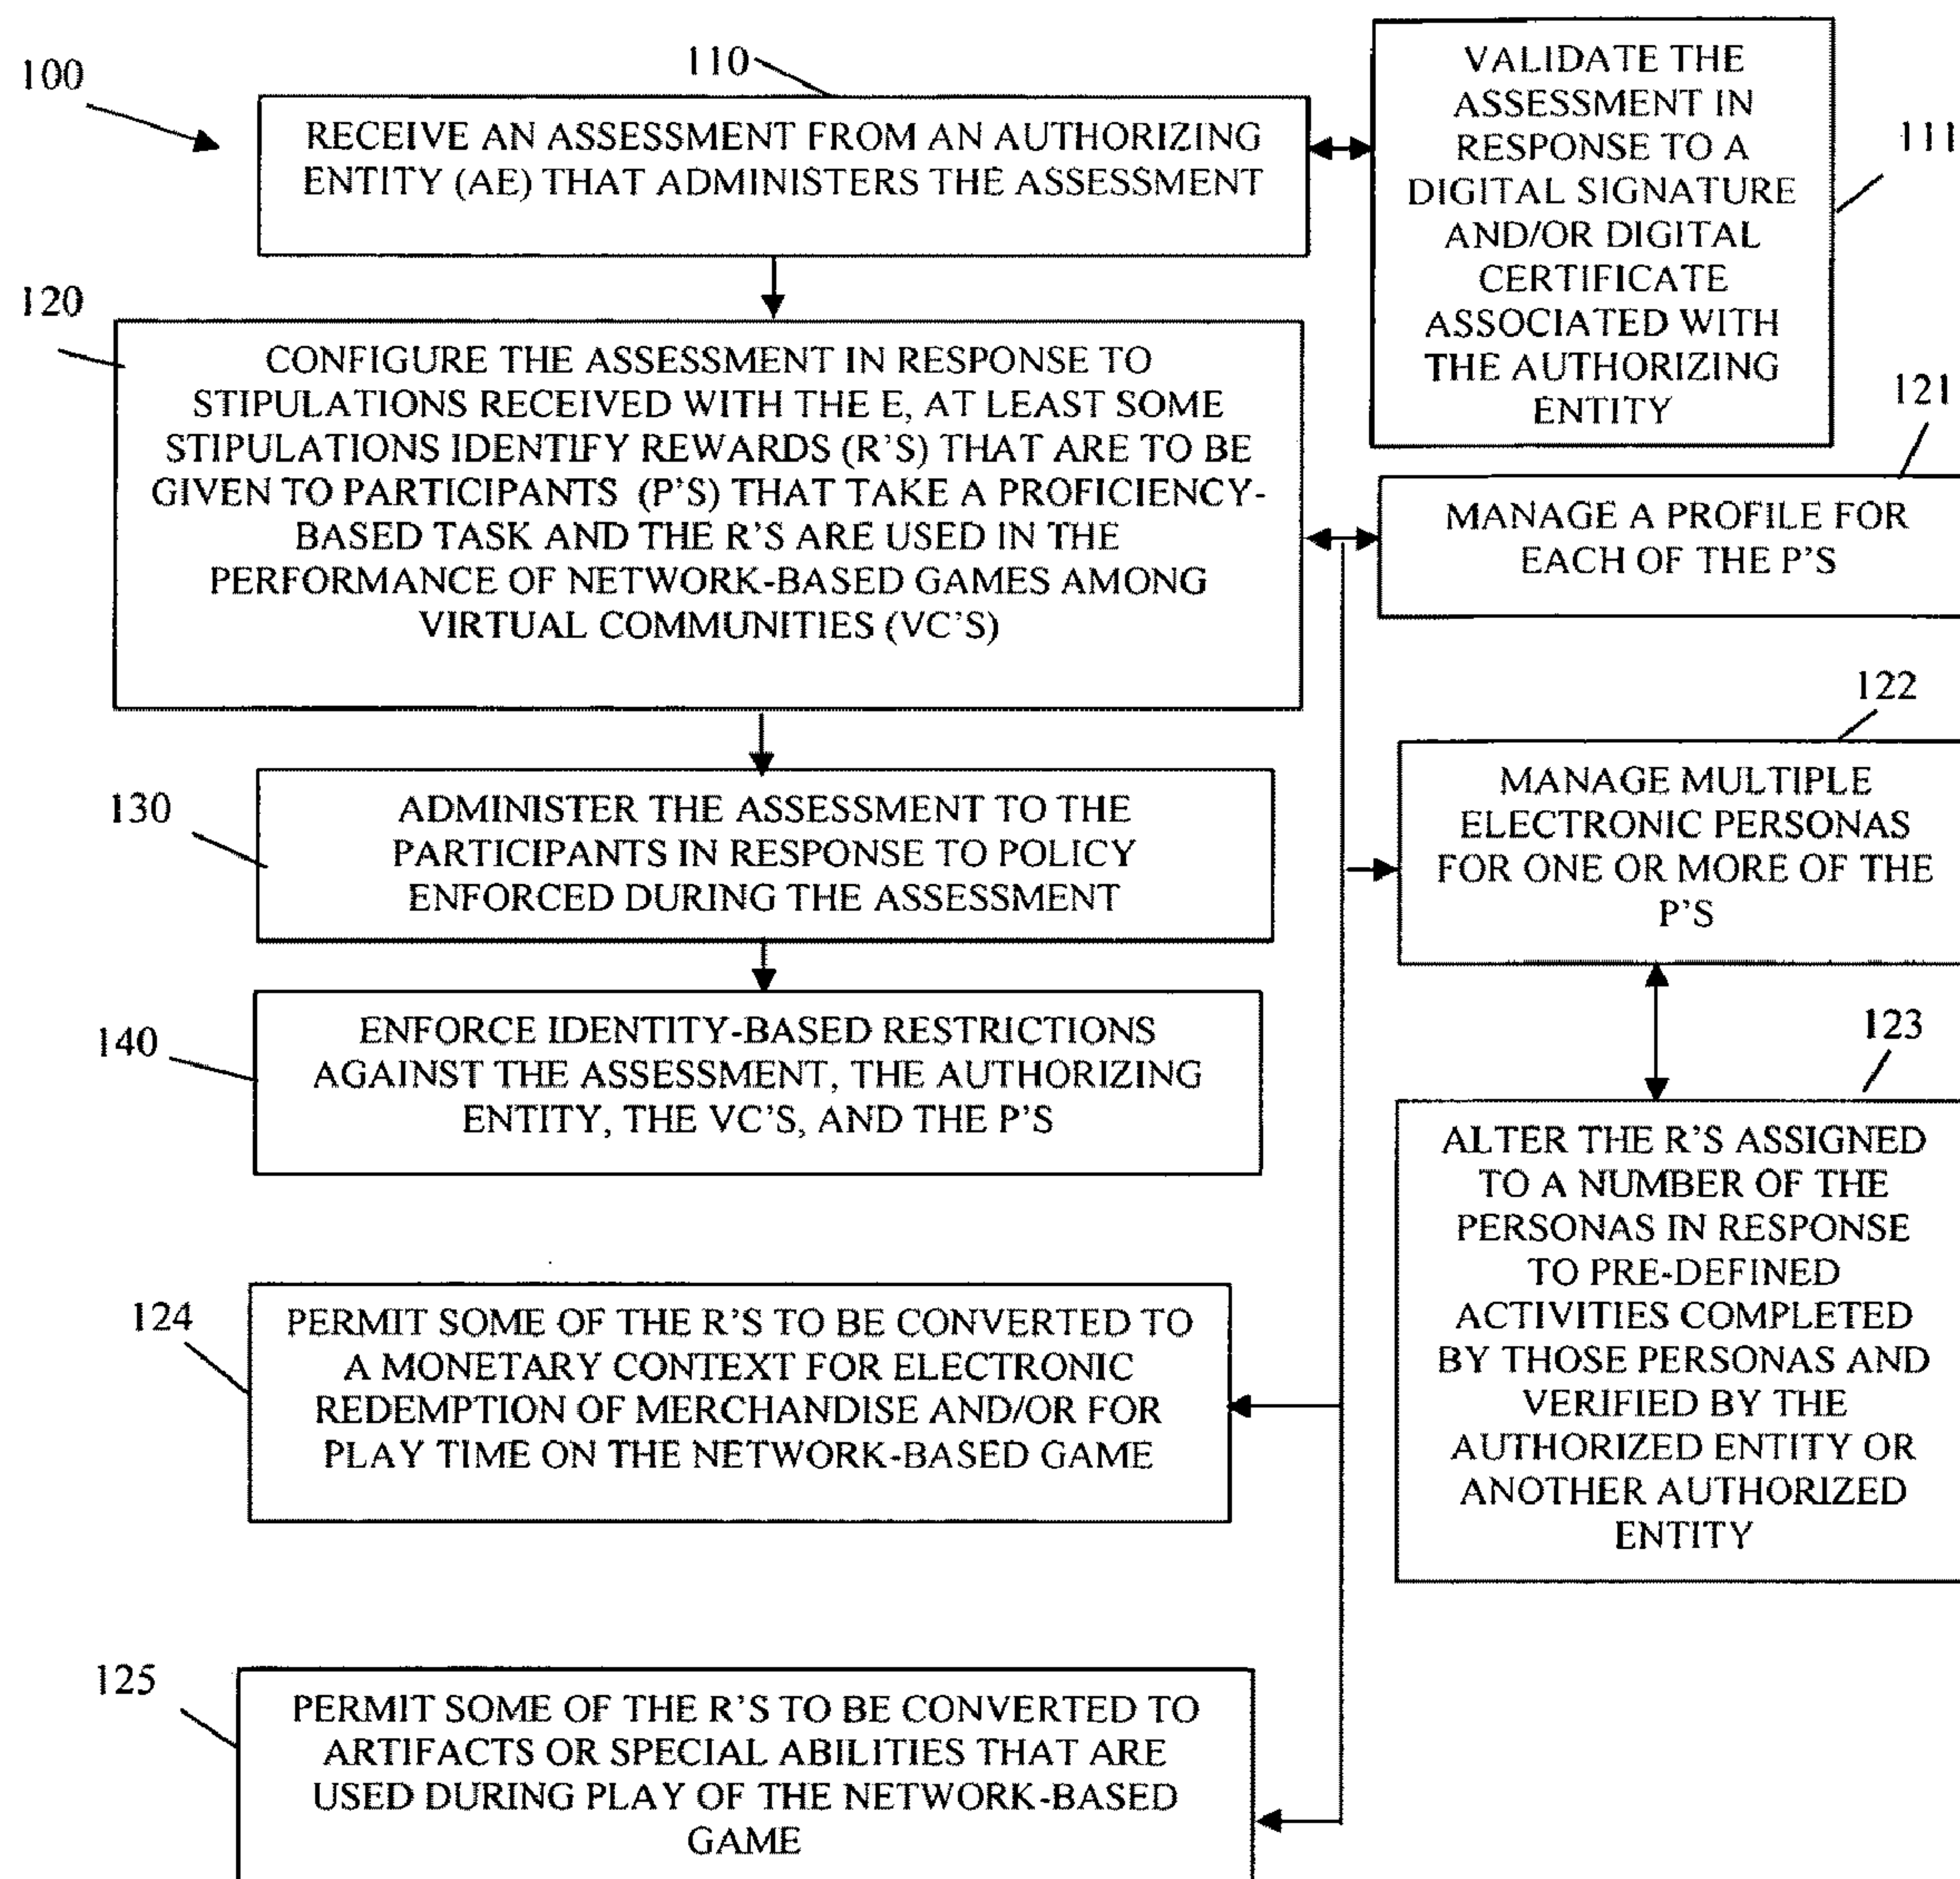 100
110
RECEIVE AN ASSESSMENT FROM AN AUTHORIZING
ENTITY (AE) THAT ADMINISTERS THE ASSESSMENT
VALIDATE THE
ASSESSMENT IN
RESPONSE TO A
DIGITAL SIGNATURE
AND/OR DIGITAL
CERTIFICATE
ASSOCIATED WITH
THE AUTHORIZING
ENTITY
111
120
CONFIGURE THE ASSESSMENT IN RESPONSE TO
STIPULATIONS RECEIVED WITH THE E, AT LEAST SOME
STIPULATIONS IDENTIFY REWARDS (R'S) THAT ARE TO BE
GIVEN TO PARTICIPANTS (P'S) THAT TAKE A PROFICIENCY-
BASED TASK AND THE R'S ARE USED IN THE
PERFORMANCE OF NETWORK-BASED GAMES AMONG
VIRTUAL COMMUNITIES (VC'S)
121
MANAGE A PROFILE FOR
EACH OF THE P'S
122
MANAGE MULTIPLE
ELECTRONIC PERSONAS
FOR ONE OR MORE OF THE
P'S
130
ADMINISTER THE ASSESSMENT TO THE
PARTICIPANTS IN RESPONSE TO POLICY
ENFORCED DURING THE ASSESSMENT
140
ENFORCE IDENTITY-BASED RESTRICTIONS
AGAINST THE ASSESSMENT, THE AUTHORIZING
ENTITY, THE VC'S, AND THE P'S
123
ALTER THE R'S ASSIGNED
TO A NUMBER OF THE
PERSONAS IN RESPONSE
TO PRE-DEFINED
ACTIVITIES COMPLETED
BY THOSE PERSONAS AND
VERIFIED BY THE
AUTHORIZED ENTITY OR
ANOTHER AUTHORIZED
ENTITY
124
PERMIT SOME OF THE R'S TO BE CONVERTED TO
A MONETARY CONTEXT FOR ELECTRONIC
REDEMPTION OF MERCHANDISE AND/OR FOR
PLAY TIME ON THE NETWORK-BASED GAME
125
PERMIT SOME OF THE R'S TO BE CONVERTED TO
ARTIFACTS OR SPECIAL ABILITIES THAT ARE
USED DURING PLAY OF THE NETWORK-BASED
GAME